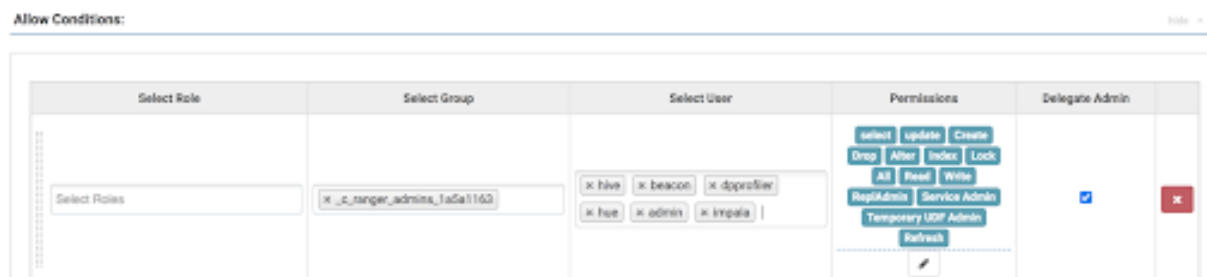 Allow Conditions:
hide
Select Role Select Group Select User Permissions Delegate Admin
select update Create
Drop Alter Index Lock
All Read Write
ReplAdmin Service Admin
Temporary UDF Admin
Refresh
Select Roles
× _c_ranger_admins_1a5a1163
× hive × beacon × dpprofiler
× hue × admin × impala